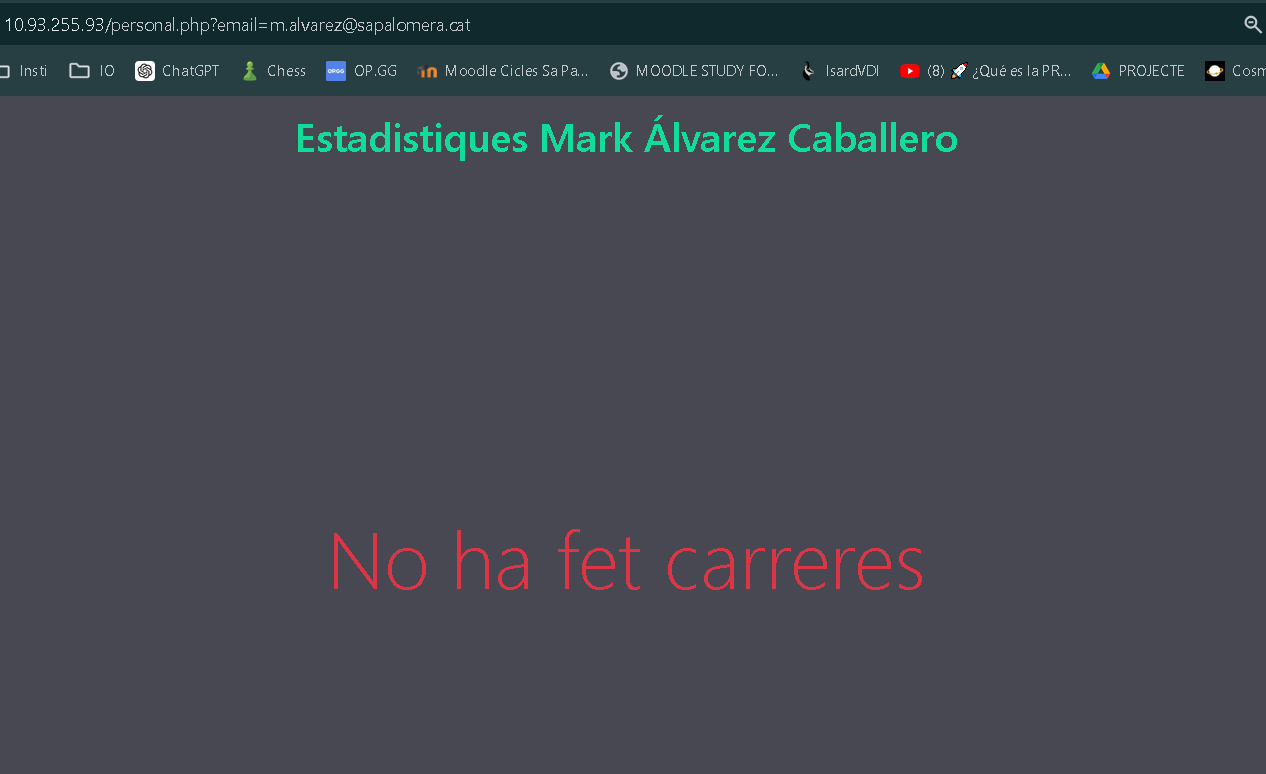 10.93.255.93/personal.php?email=m.alvarez@sapalomera.cat
Insti IO ChatGPT Chess OPGG OP.GG Moodle Cicles Sa Pa... MOODLE STUDY FO... IsardVDI (8) 🚀 ¿Qué es la PR... PROJECTE Cosm
Estadistiques Mark Álvarez Caballero
No ha fet carreres